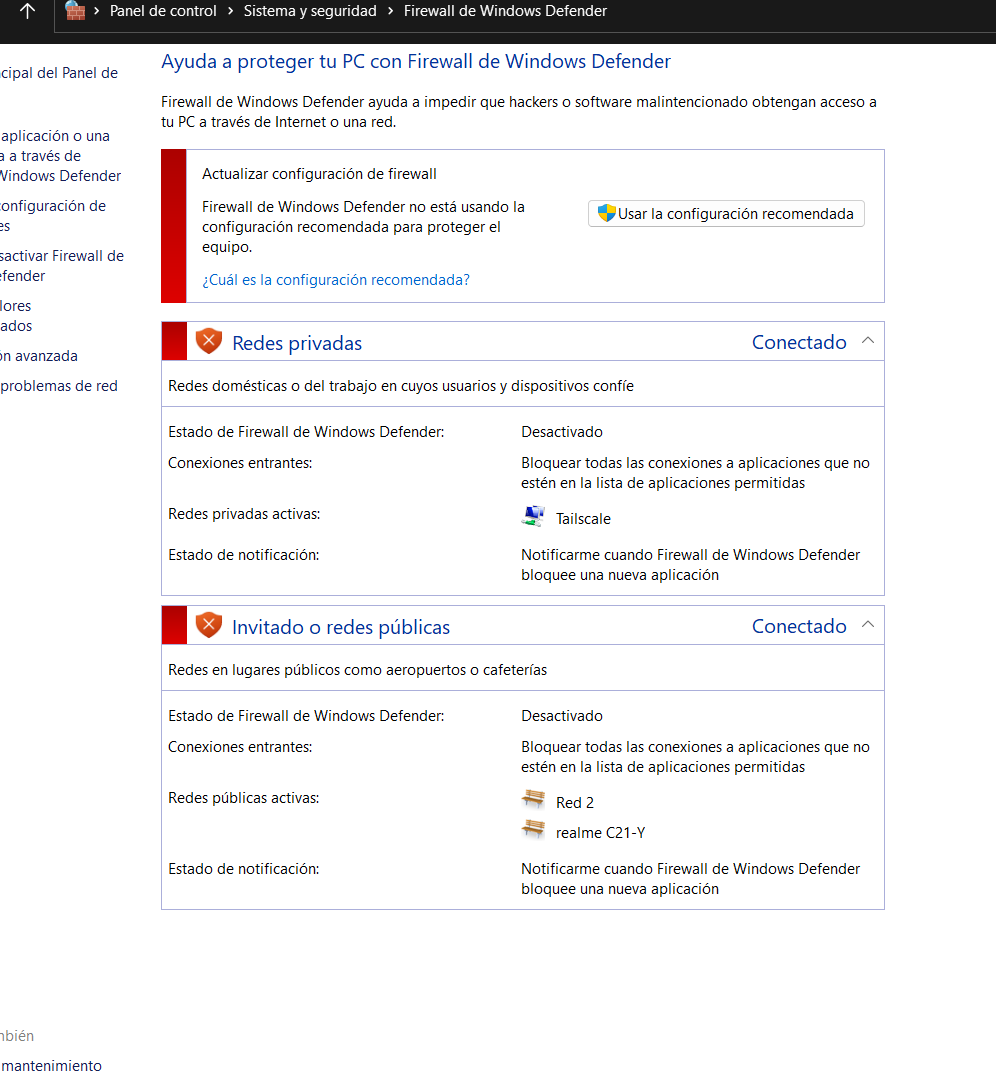 Panel de control > Sistema y seguridad > Firewall de Windows Defender
cipal del Panel de
aplicación o una
a a través de
Windows Defender
onfiguración de
es
sactivar Firewall de
efender
lores
ados
ón avanzada
problemas de red
mbién
mantenimiento
Ayuda a proteger tu PC con Firewall de Windows Defender
Firewall de Windows Defender ayuda a impedir que hackers o software malintencionado obtengan acceso a
tu PC a través de Internet o una red.
Actualizar configuración de firewall
Firewall de Windows Defender no está usando la
configuración recomendada para proteger el
equipo.
Usar la configuración recomendada
¿Cuál es la configuración recomendada?
Redes privadas Conectado
Redes domésticas o del trabajo en cuyos usuarios y dispositivos confíe
Estado de Firewall de Windows Defender: Desactivado
Conexiones entrantes: Bloquear todas las conexiones a aplicaciones que no
estén en la lista de aplicaciones permitidas
Redes privadas activas: Tailscale
Estado de notificación: Notificarme cuando Firewall de Windows Defender
bloquee una nueva aplicación
Invitado o redes públicas Conectado
Redes en lugares públicos como aeropuertos o cafeterías
Estado de Firewall de Windows Defender: Desactivado
Conexiones entrantes: Bloquear todas las conexiones a aplicaciones que no
estén en la lista de aplicaciones permitidas
Redes públicas activas: Red 2
realme C21-Y
Estado de notificación: Notificarme cuando Firewall de Windows Defender
bloquee una nueva aplicación